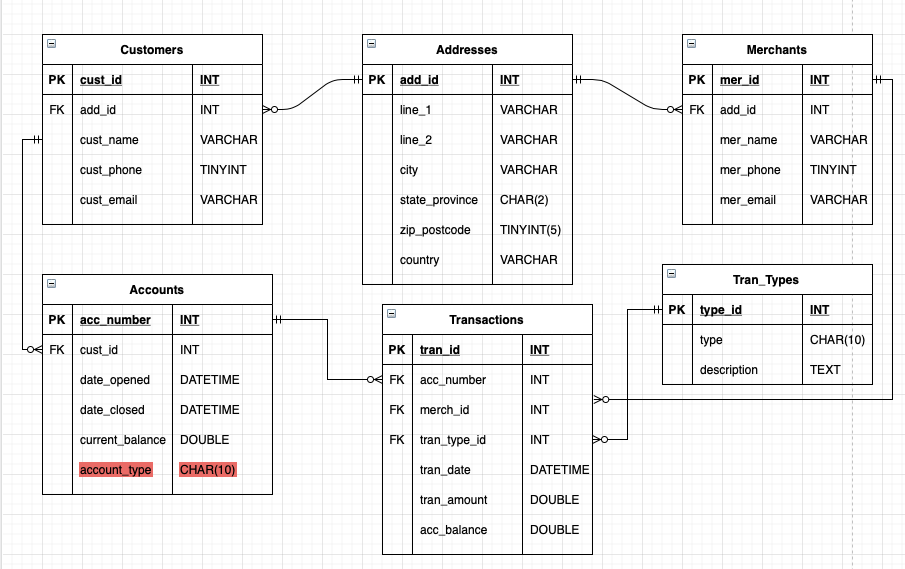 Customers
PK cust_id INT
FK add_id INT
cust_name VARCHAR
cust_phone TINYINT
cust_email VARCHAR
Addresses
PK add_id INT
line_1 VARCHAR
line_2 VARCHAR
city VARCHAR
state_province CHAR(2)
zip_postcode TINYINT(5)
country VARCHAR
Merchants
PK mer_id INT
FK add_id INT
mer_name VARCHAR
mer_phone TINYINT
mer_email VARCHAR
Accounts
PK acc_number INT
FK cust_id INT
date_opened DATETIME
date_closed DATETIME
current_balance DOUBLE
account_type CHAR(10)
Transactions
PK tran_id INT
FK acc_number INT
FK merch_id INT
FK tran_type_id INT
tran_date DATETIME
tran_amount DOUBLE
acc_balance DOUBLE
Tran_Types
PK type_id INT
type CHAR(10)
description TEXT